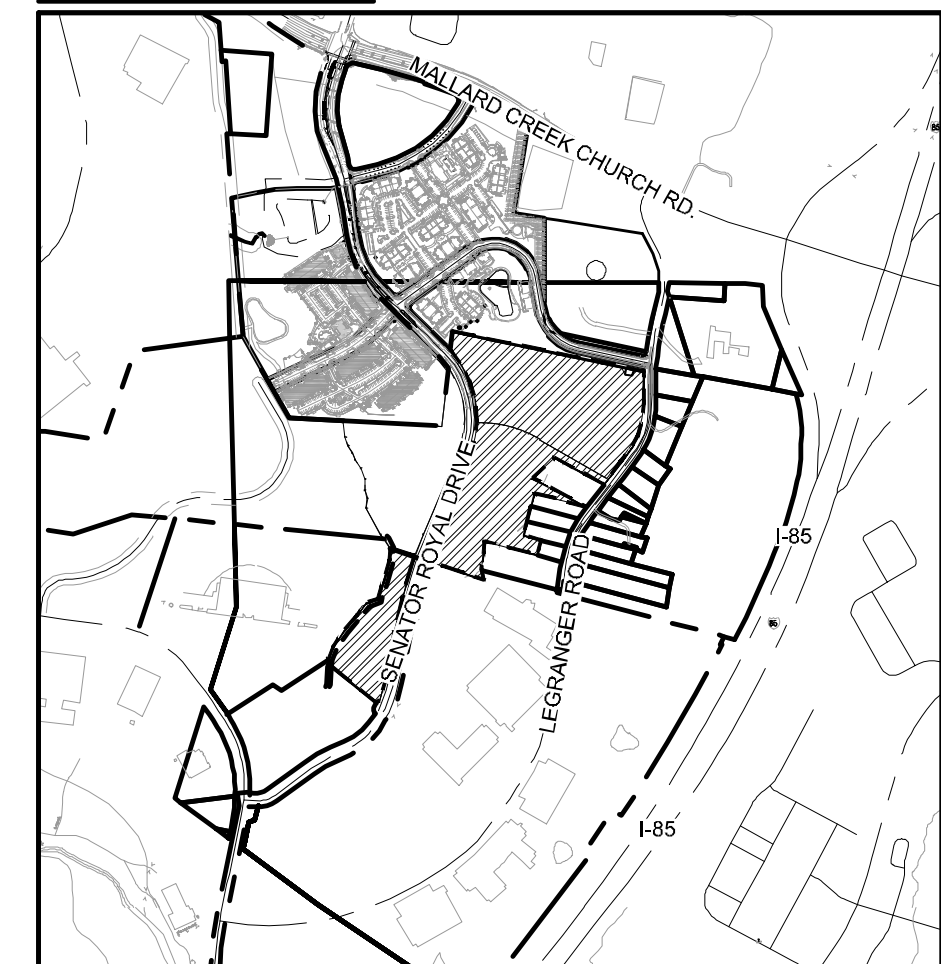 MALLARD CREEK CHURCH RD.
SENATOR ROYAL DRIVE
I-85
LEGRANGER ROAD
I-85